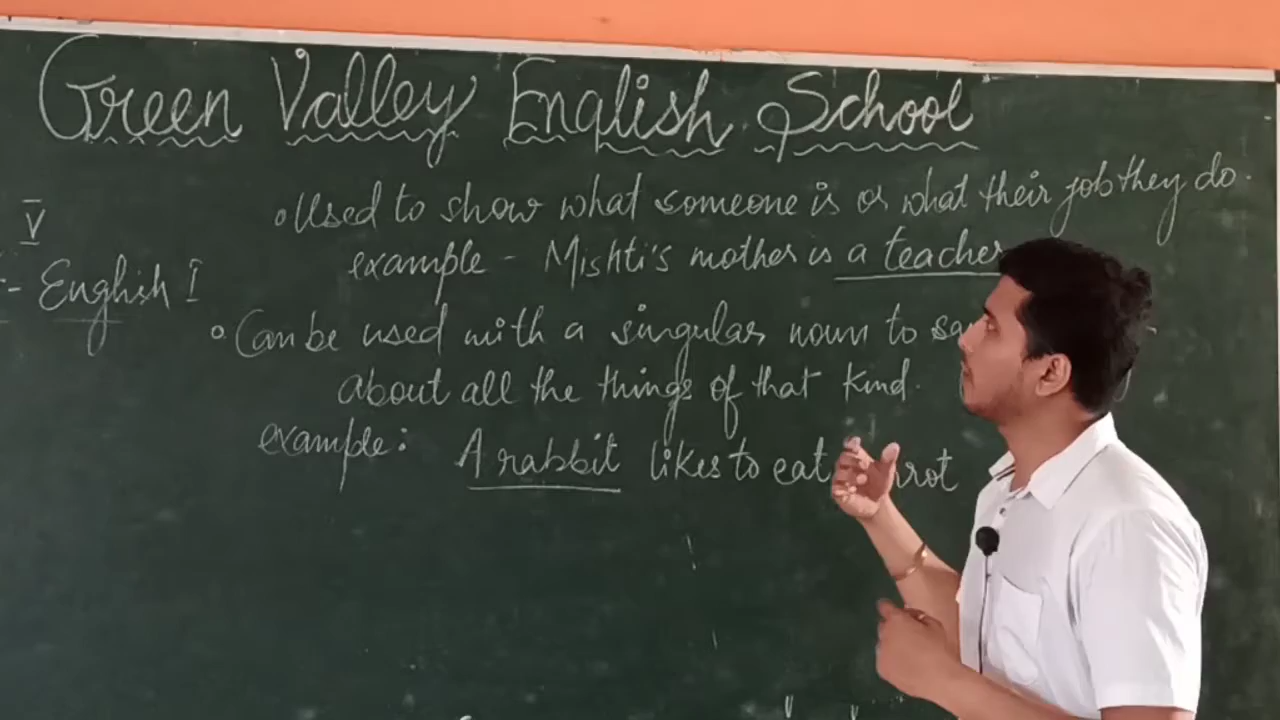 Green Valley English School
V
English I
Used to show what someone is or what their job they do.
example - Mishti's mother is a teacher
Can be used with a singular noun to
about all the things of that kind.
example: A rabbit likes to eat